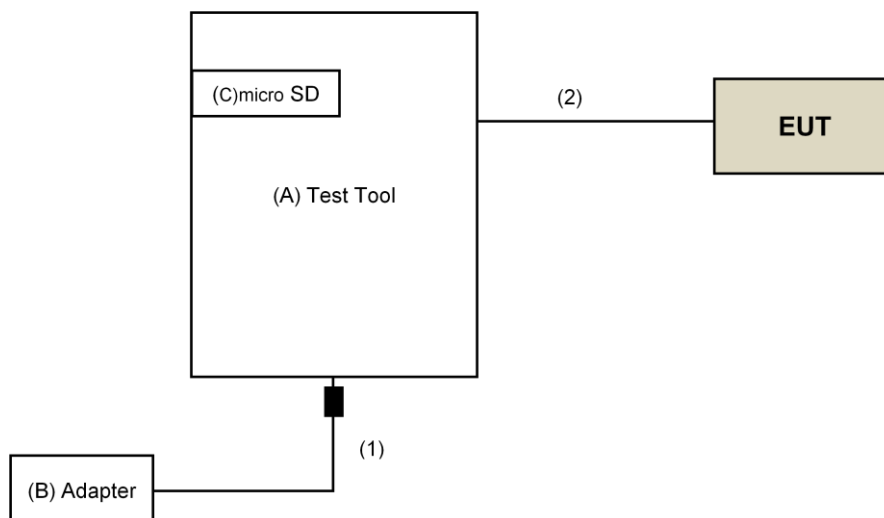 (C)micro SD
(2)
EUT
(A) Test Tool
(1)
(B) Adapter